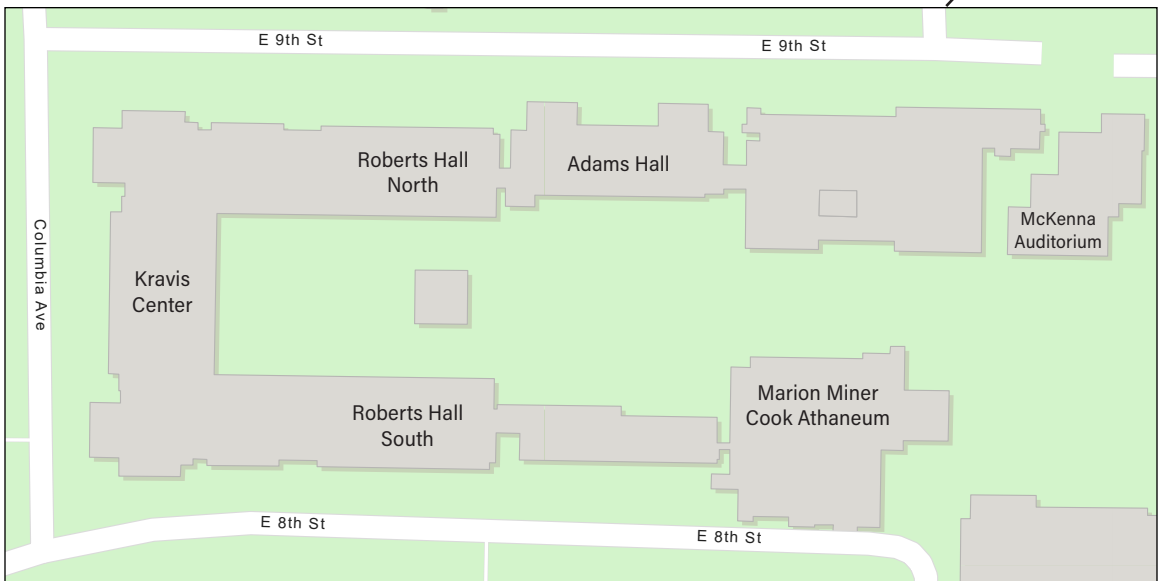 E 9th St
E 9th St
Roberts Hall
North
Adams Hall
McKenna
Auditorium
Columbia Ave
Kravis
Center
Roberts Hall
South
Marion Miner
Cook Athaneum
E 8th St
E 8th St